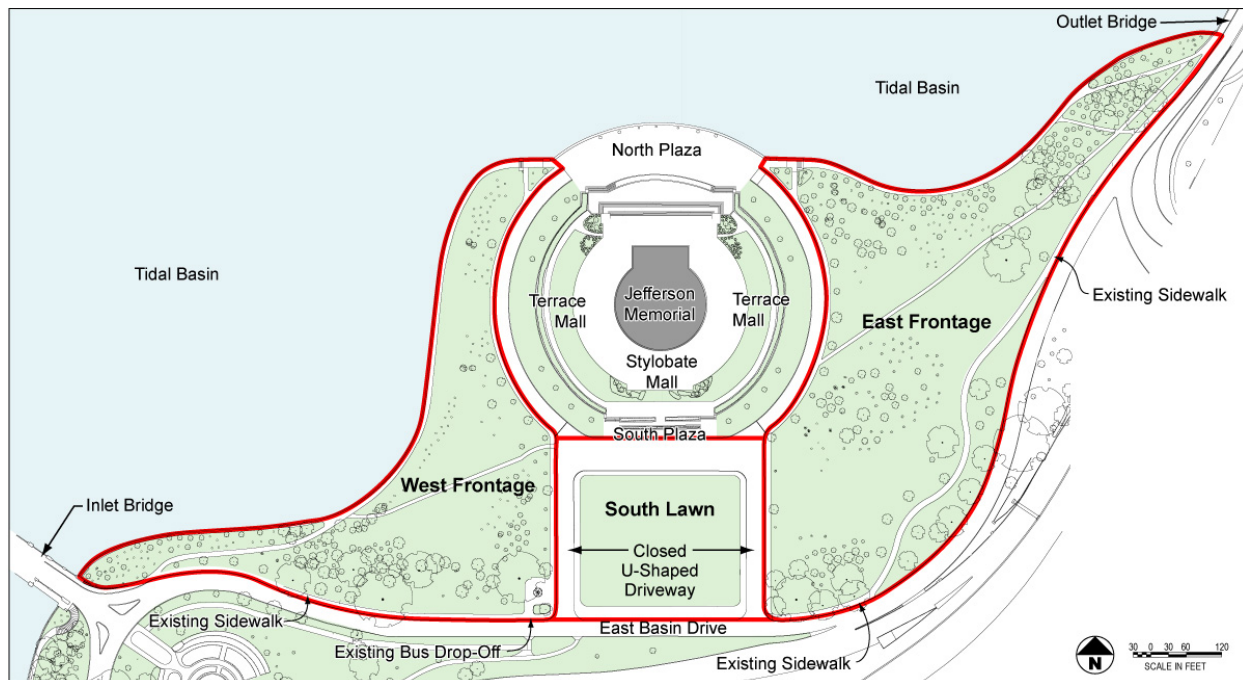 Outlet Bridge
Tidal Basin
North Plaza
Tidal Basin
Terrace
Mall
Jefferson
Memorial
Terrace
Mall
Existing Sidewalk
East Frontage
Stylobate
Mall
South Plaza
West Frontage
Inlet Bridge
South Lawn
Closed
U-Shaped
Driveway
Existing Sidewalk
East Basin Drive
Existing Bus Drop-Off
Existing Sidewalk
N
30 0 30 60 120
SCALE IN FEET